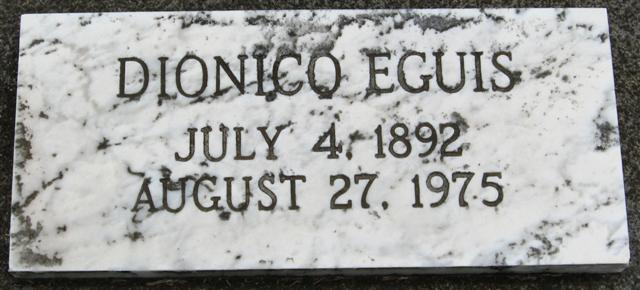 DIONICO EGUIS
JULY 4, 1892
AUGUST 27, 1975